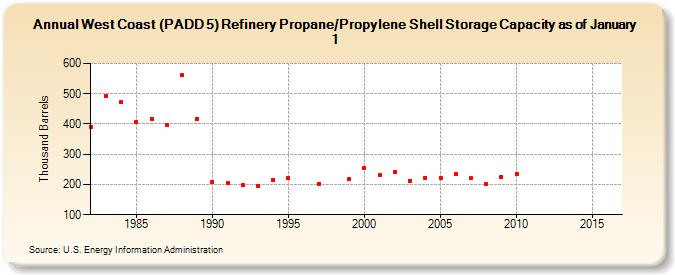 Annual West Coast (PADD 5) Refinery Propane/Propylene Shell Storage Capacity as of January
1
Thousand Barrels
600
500
400
300
200
100
1985 1990 1995 2000 2005 2010 2015
Source: U.S. Energy Information Administration